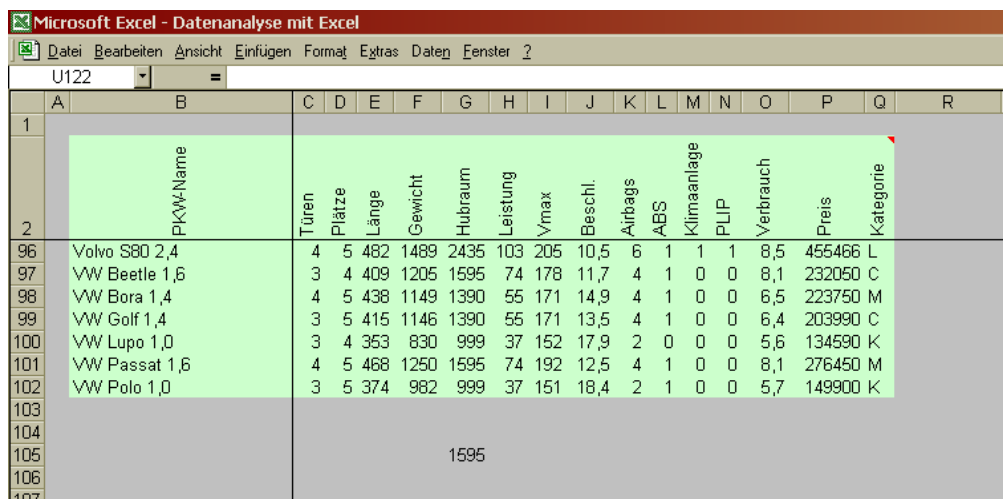 Microsoft Excel - Datenanalyse mit Excel
Datei Bearbeiten Ansicht Einfügen Format Extras Daten Fenster ?
U122 =
A B C D E F G H I J K L M N O P Q R
1
2 PKW-Name Türen Plätze Länge Gewicht Hubraum Leistung Vmax Beschl. Airbags ABS Klimaanlage PLIP Verbrauch Preis Kategorie
96 Volvo S80 2,4 4 5 482 1489 2435 103 205 10,5 6 1 1 1 8,5 455466 L
97 VW Beetle 1,6 3 4 409 1205 1595 74 178 11,7 4 1 0 0 8,1 232050 C
98 VW Bora 1,4 4 5 438 1149 1390 55 171 14,9 4 1 0 0 6,5 223750 M
99 VW Golf 1,4 3 5 415 1146 1390 55 171 13,5 4 1 0 0 6,4 203990 C
100 VW Lupo 1,0 3 4 353 830 999 37 152 17,9 2 0 0 0 5,6 134590 K
101 VW Passat 1,6 4 5 468 1250 1595 74 192 12,5 4 1 0 0 8,1 276450 M
102 VW Polo 1,0 3 5 374 982 999 37 151 18,4 2 1 0 0 5,7 149900 K
103
104
105 1595
106
107